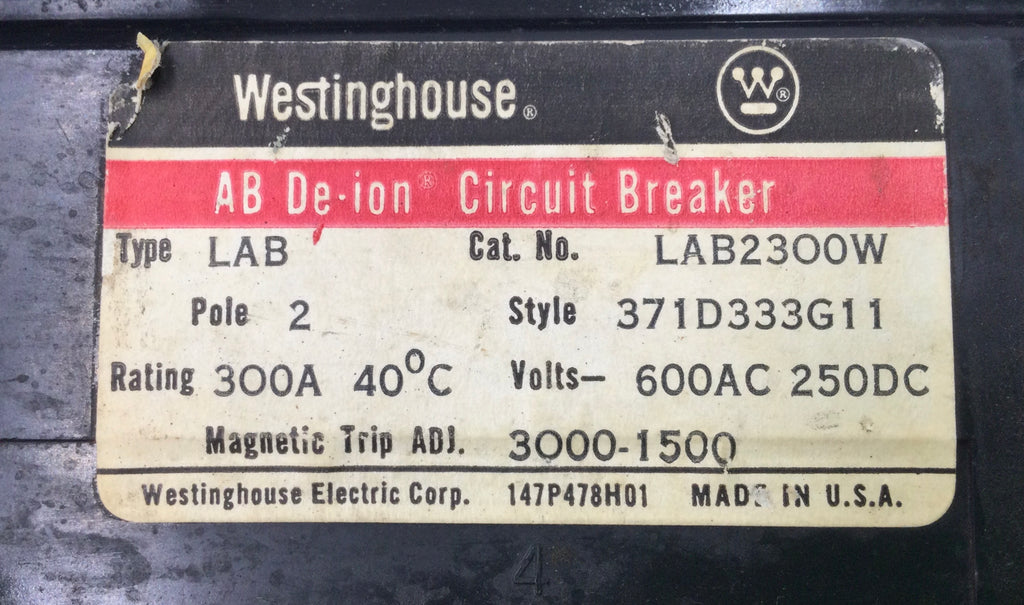 Westinghouse®
W®
AB De-ion® Circuit Breaker
Type LAB Cat. No. LAB2300W
Pole 2 Style 371D333G11
Rating 300A 40°C Volts— 600AC 250DC
Magnetic Trip ADJ. 3000-1500
Westinghouse Electric Corp. 147P478H01 MADE IN U.S.A.
4